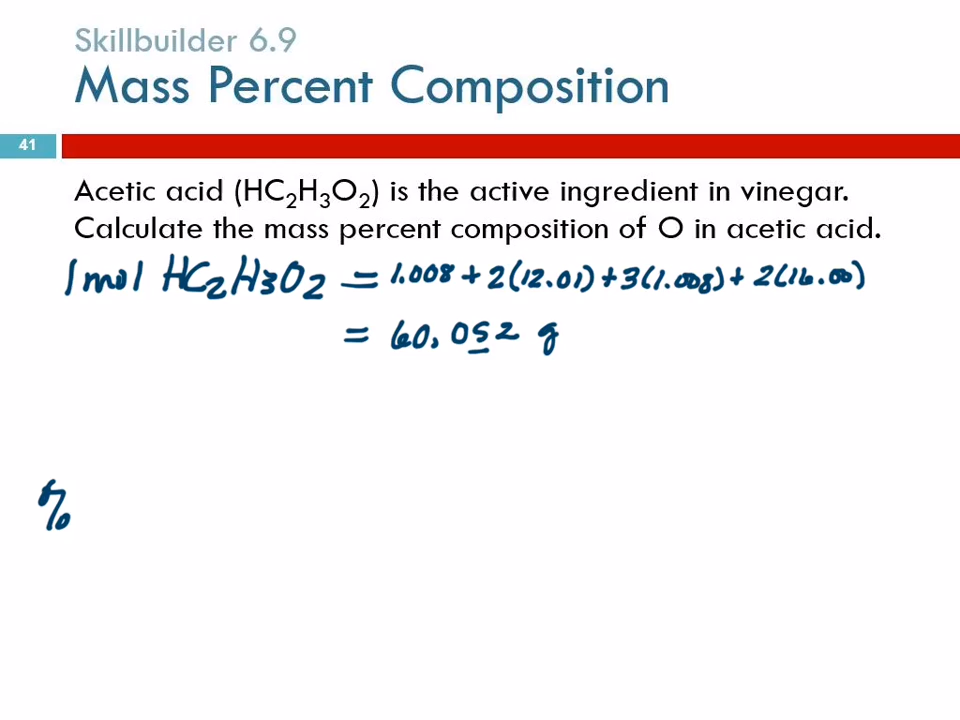 Skillbuilder 6.9
Mass Percent Composition
41
Acetic acid (HC₂H₃O₂) is the active ingredient in vinegar.
Calculate the mass percent composition of O in acetic acid.
1 mol HC₂H₃O₂ = 1.008 + 2(12.01) + 3(1.008) + 2(16.00)
= 60.052 g
%